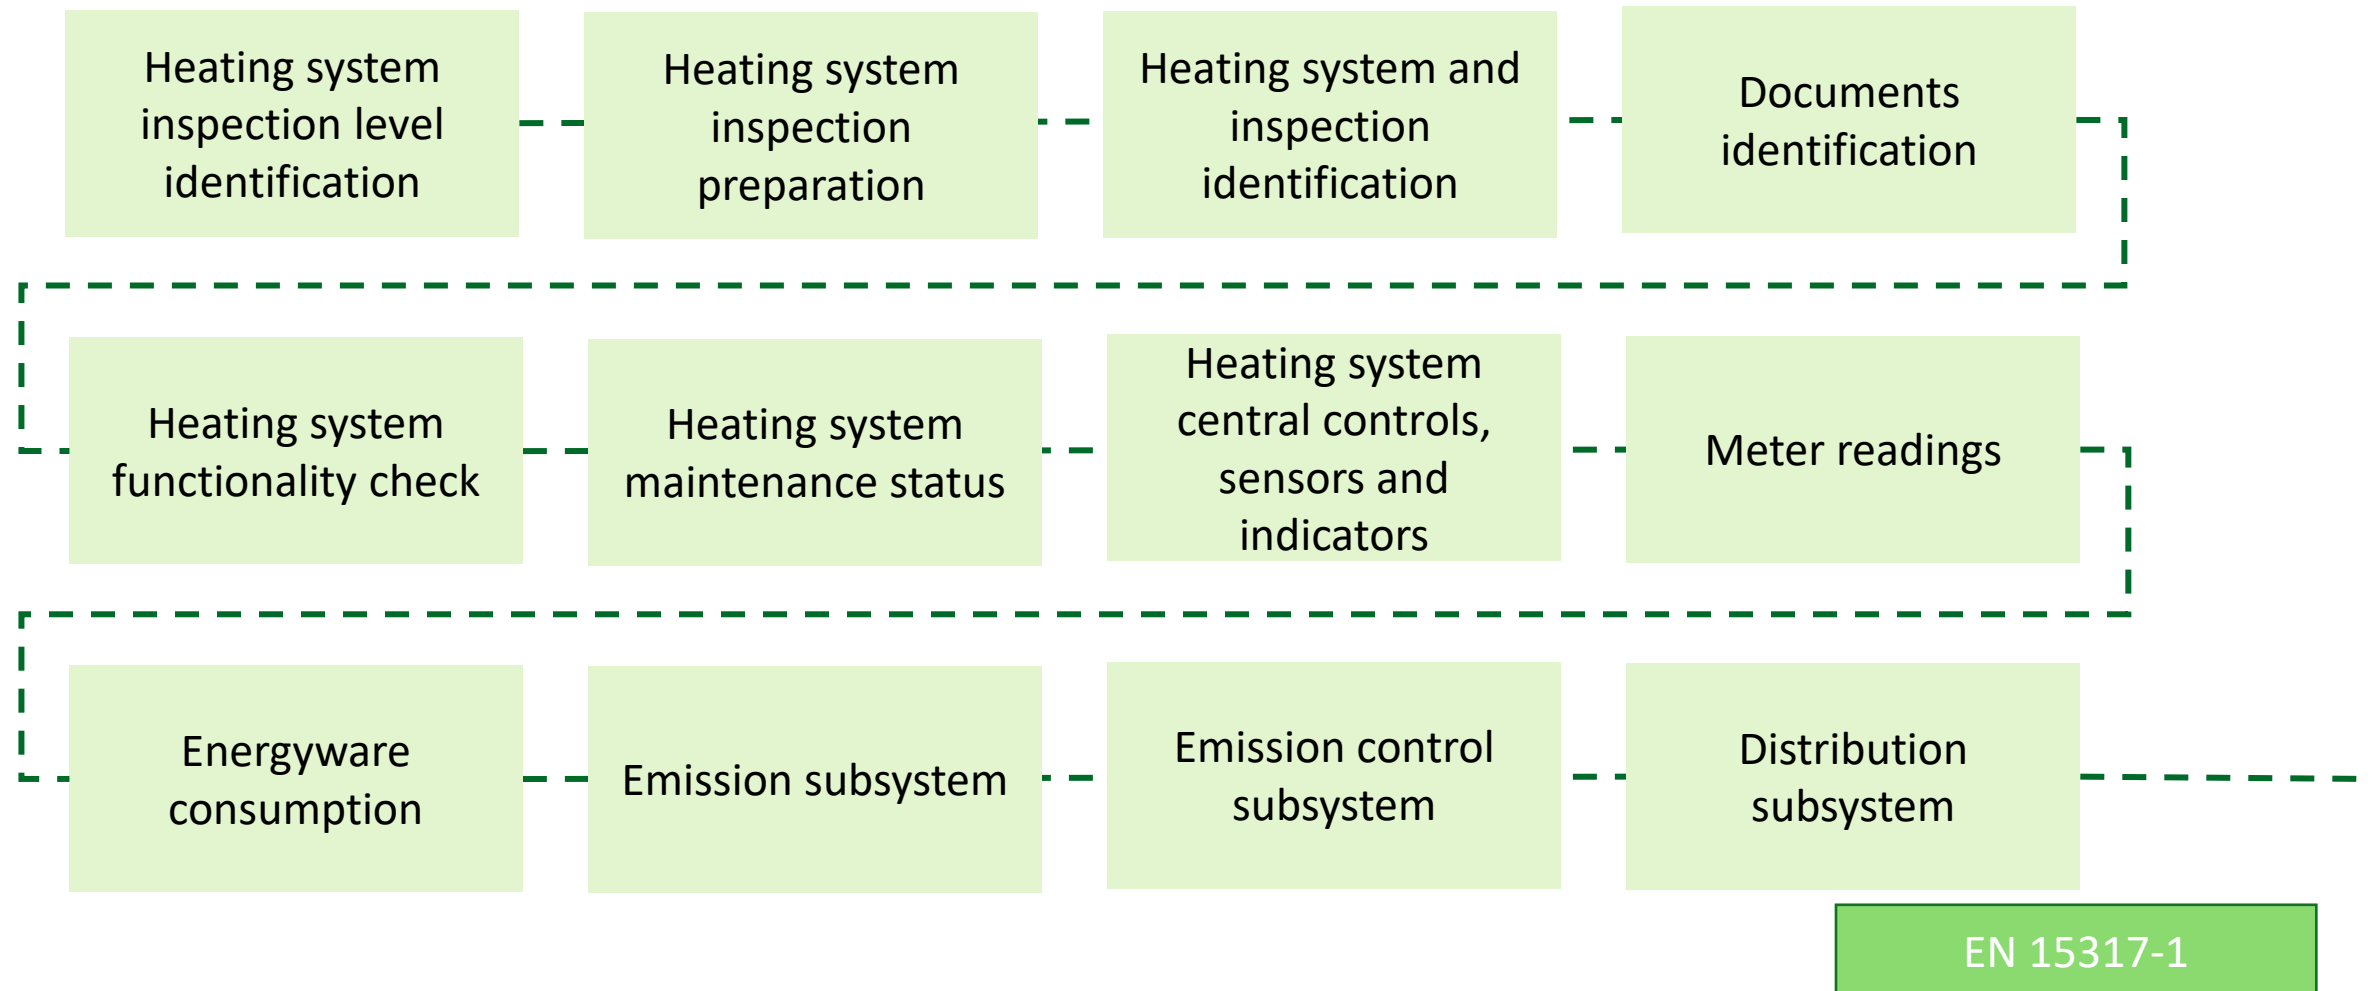 Heating system
inspection level
identification
Heating system
inspection
preparation
Heating system and
inspection
identification
Documents
identification
Heating system
functionality check
Heating system
maintenance status
Heating system
central controls,
sensors and
indicators
Meter readings
Energyware
consumption
Emission subsystem
Emission control
subsystem
Distribution
subsystem
EN 15317-1